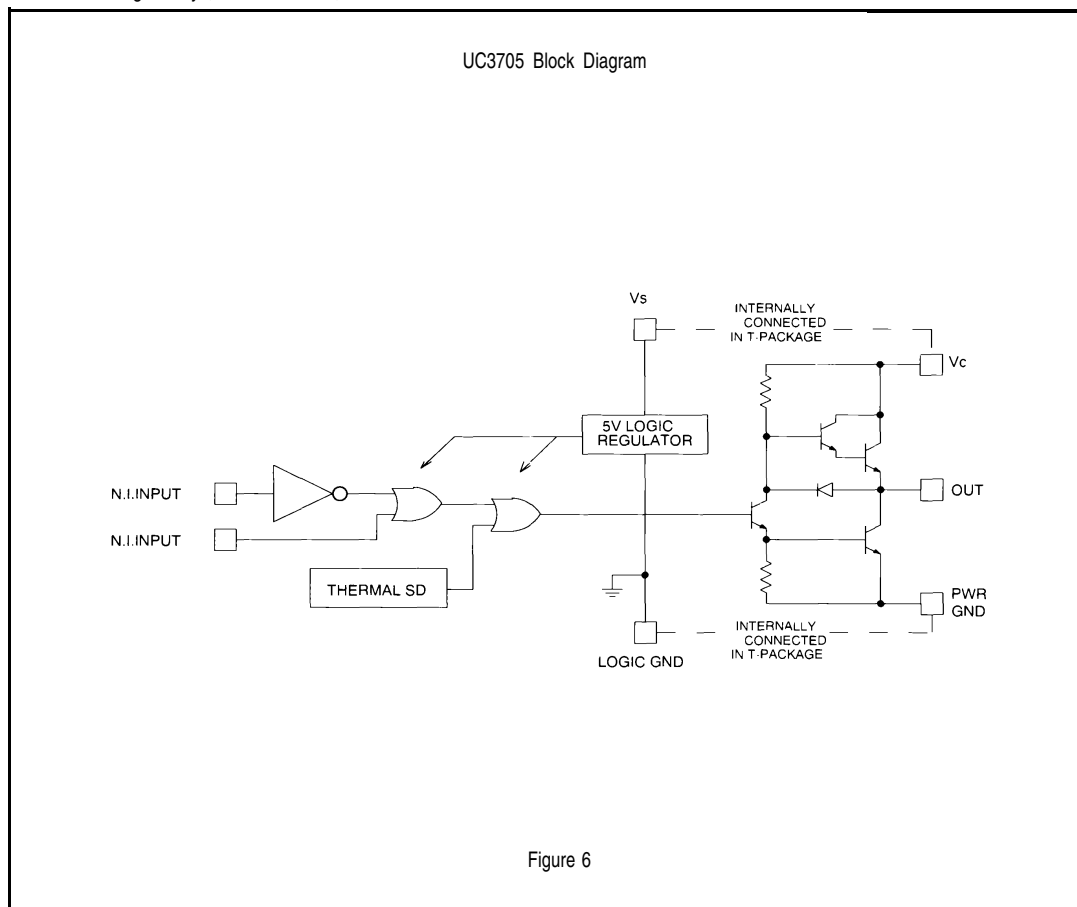 UC3705 Block Diagram
Vs
INTERNALLY
CONNECTED
IN T-PACKAGE
Vc
5V LOGIC
REGULATOR
N.I.INPUT
OUT
N.I.INPUT
THERMAL SD
PWR
GND
INTERNALLY
CONNECTED
IN T-PACKAGE
LOGIC GND
Figure 6